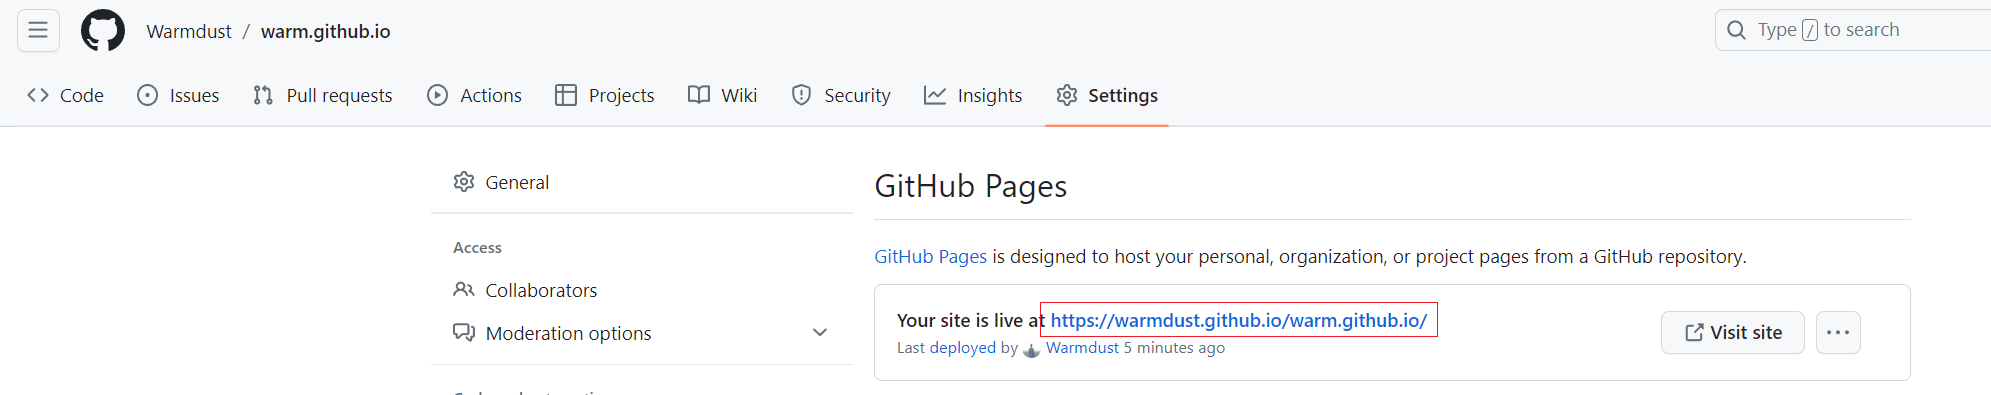 Warmdust / warm.github.io
Type / to search
Code Issues Pull requests Actions Projects Wiki Security Insights Settings
General
Access
Collaborators
Moderation options
GitHub Pages
GitHub Pages is designed to host your personal, organization, or project pages from a GitHub repository.
Your site is live at https://warmdust.github.io/warm.github.io/
Last deployed by Warmdust 5 minutes ago
Visit site